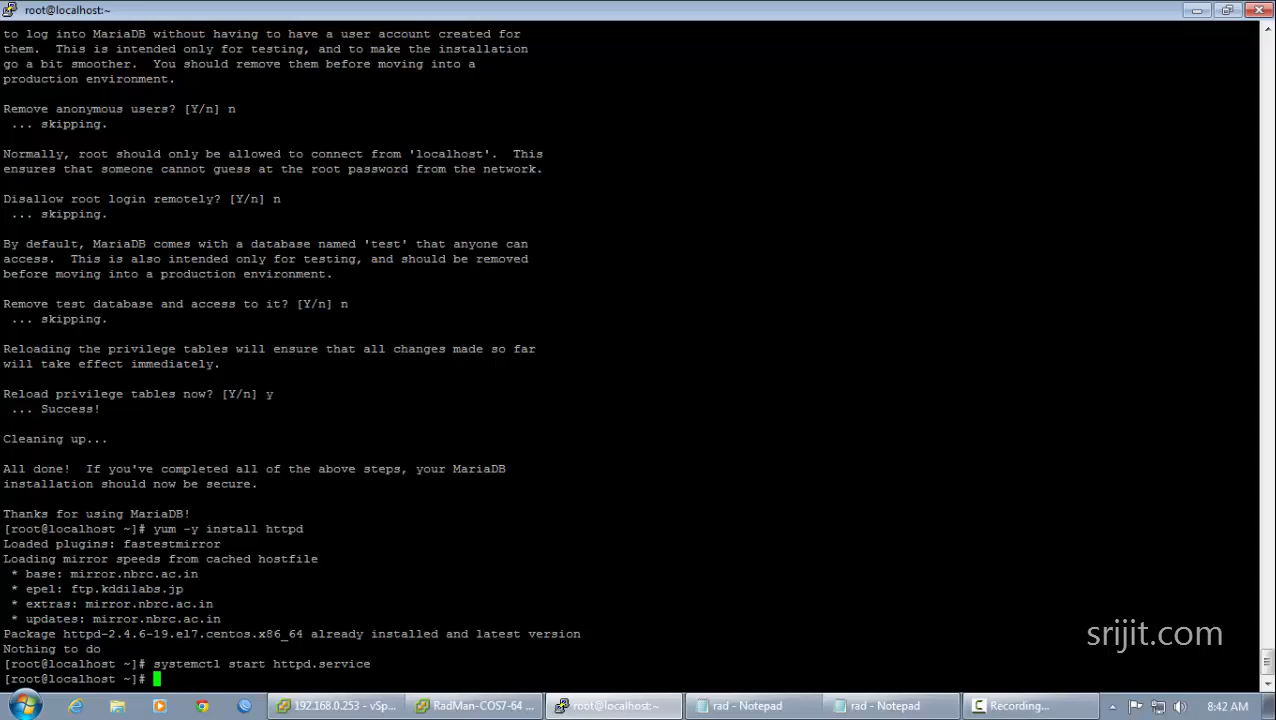 root@localhost:~
to log into MariaDB without having to have a user account created for
them.  This is intended only for testing, and to make the installation
go a bit smoother.  You should remove them before moving into a
production environment.
Remove anonymous users? [Y/n] n
 ... skipping.
Normally, root should only be allowed to connect from 'localhost'.  This
ensures that someone cannot guess at the root password from the network.
Disallow root login remotely? [Y/n] n
 ... skipping.
By default, MariaDB comes with a database named 'test' that anyone can
access.  This is also intended only for testing, and should be removed
before moving into a production environment.
Remove test database and access to it? [Y/n] n
 ... skipping.
Reloading the privilege tables will ensure that all changes made so far
will take effect immediately.
Reload privilege tables now? [Y/n] y
 ... Success!
Cleaning up...
All done!  If you've completed all of the above steps, your MariaDB
installation should now be secure.
Thanks for using MariaDB!
[root@localhost ~]# yum -y install httpd
Loaded plugins: fastestmirror
Loading mirror speeds from cached hostfile
 * base: mirror.nbrc.ac.in
 * epel: ftp.kddilabs.jp
 * extras: mirror.nbrc.ac.in
 * updates: mirror.nbrc.ac.in
Package httpd-2.4.6-19.el7.centos.x86_64 already installed and latest version
Nothing to do
[root@localhost ~]# systemctl start httpd.service
[root@localhost ~]#
srijit.com
192.168.0.253 - vSp... RadMan-COS7-64 ... root@localhost:~ rad - Notepad rad - Notepad Recording... 8:42 AM